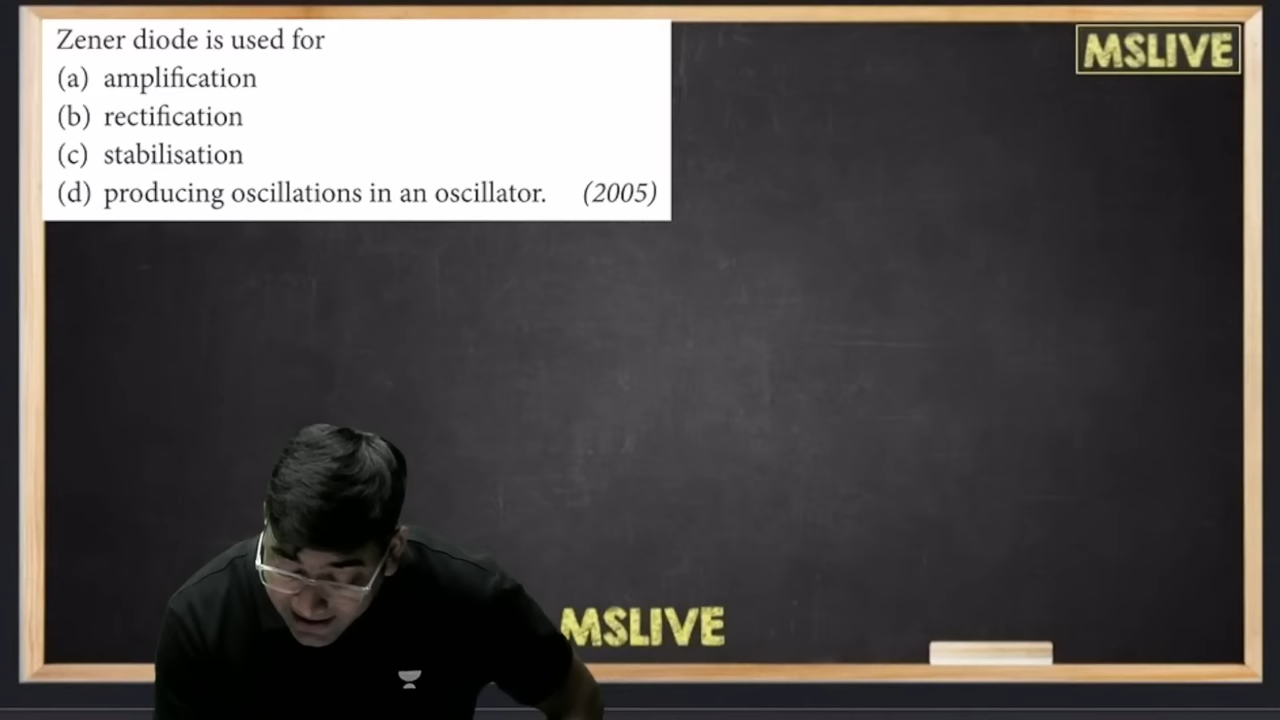 Zener diode is used for
MSLIVE
(a) amplification
(b) rectification
(c) stabilisation
(d) producing oscillations in an oscillator. (2005)
MSLIVE